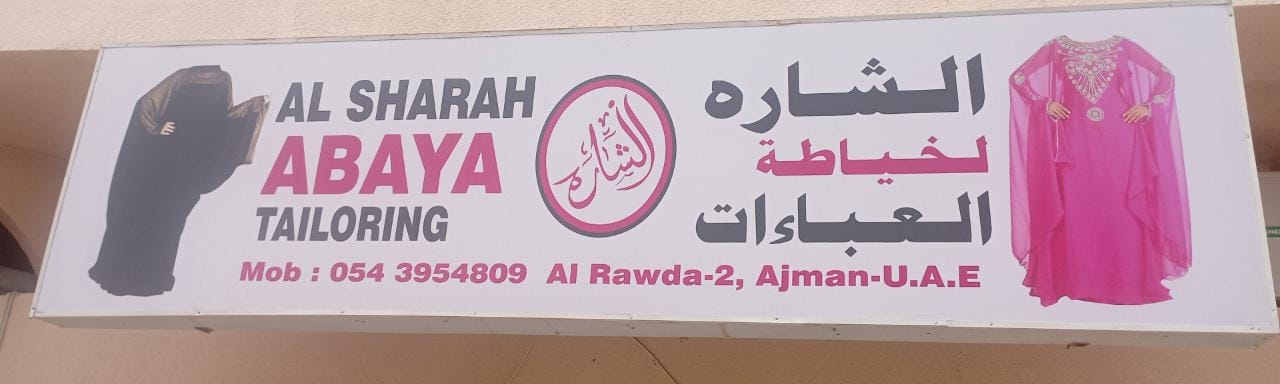 AL SHARAH
ABAYA
TAILORING
الشاره
الشاره
لخياطة
العباءات
Mob : 054 3954809 Al Rawda-2, Ajman-U.A.E